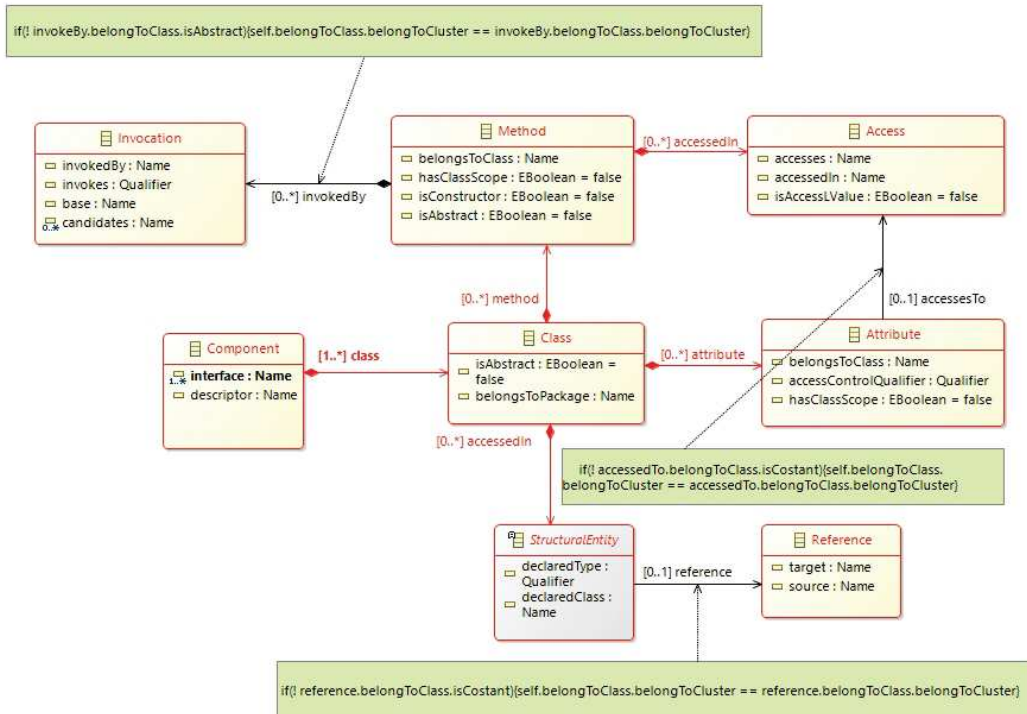 if(! invokeBy.belongToClass.isAbstract){self.belongToClass.belongToCluster == invokeBy.belongToClass.belongToCluster}
Invocation
invokedBy : Name
invokes : Qualifier
base : Name
candidates : Name
0..*
[0..*] invokedBy
Method
belongsToClass : Name
hasClassScope : EBoolean = false
isConstructor : EBoolean = false
isAbstract : EBoolean = false
[0..*] accessedIn
Access
accesses : Name
accessedIn : Name
isAccessLValue : EBoolean = false
[0..*] method
[0..1] accessesTo
Component
interface : Name
1..*
descriptor : Name
[1..*] class
Class
isAbstract : EBoolean =
false
belongsToPackage : Name
[0..*] attribute
Attribute
belongsToClass : Name
accessControlQualifier : Qualifier
hasClassScope : EBoolean = false
[0..*] accessedIn
if(! accessedTo.belongToClass.isCostant){self.belongToClass.
belongToCluster == accessedTo.belongToClass.belongToCluster}
StructuralEntity
declaredType :
Qualifier
declaredClass :
Name
[0..1] reference
Reference
target : Name
source : Name
if(! reference.belongToClass.isCostant){self.belongToClass.belongToCluster == reference.belongToClass.belongToCluster}